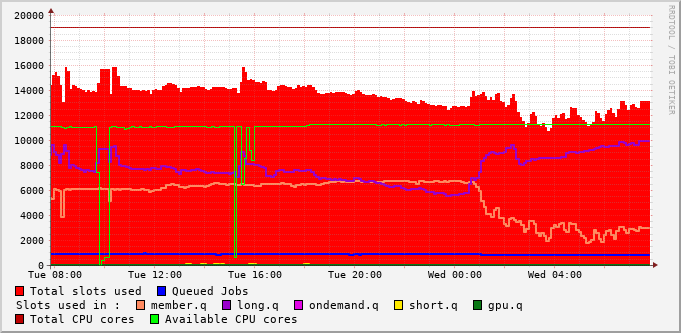 20000
18000
16000
14000
12000
10000
8000
6000
4000
2000
0
Tue 08:00 Tue 12:00 Tue 16:00 Tue 20:00 Wed 00:00 Wed 04:00
Total slots used Queued Jobs
Slots used in : member.q long.q ondemand.q short.q gpu.q
Total CPU cores Available CPU cores
RRDTOOL / TOBI OETIKER